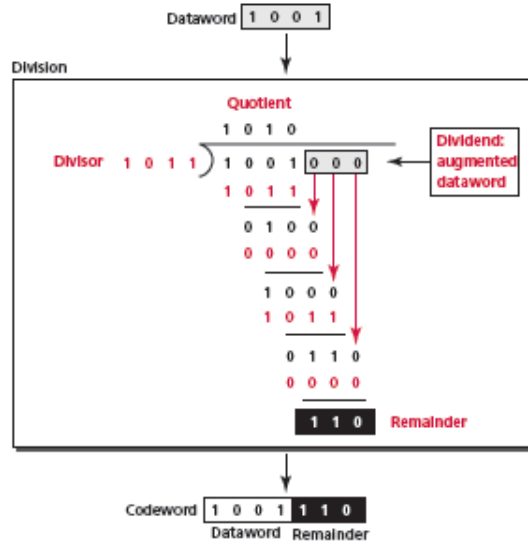 Dataword 1 0 0 1
Division
Quotient
1 0 1 0
Divisor 1 0 1 1 1 0 0 1 0 0 0
Dividend:
augmented
dataword
1 0 1 1
0 1 0 0
0 0 0 0
1 0 0 0
1 0 1 1
0 1 1 0
0 0 0 0
1 1 0 Remainder
Codeword 1 0 0 1 1 1 0
Dataword Remainder